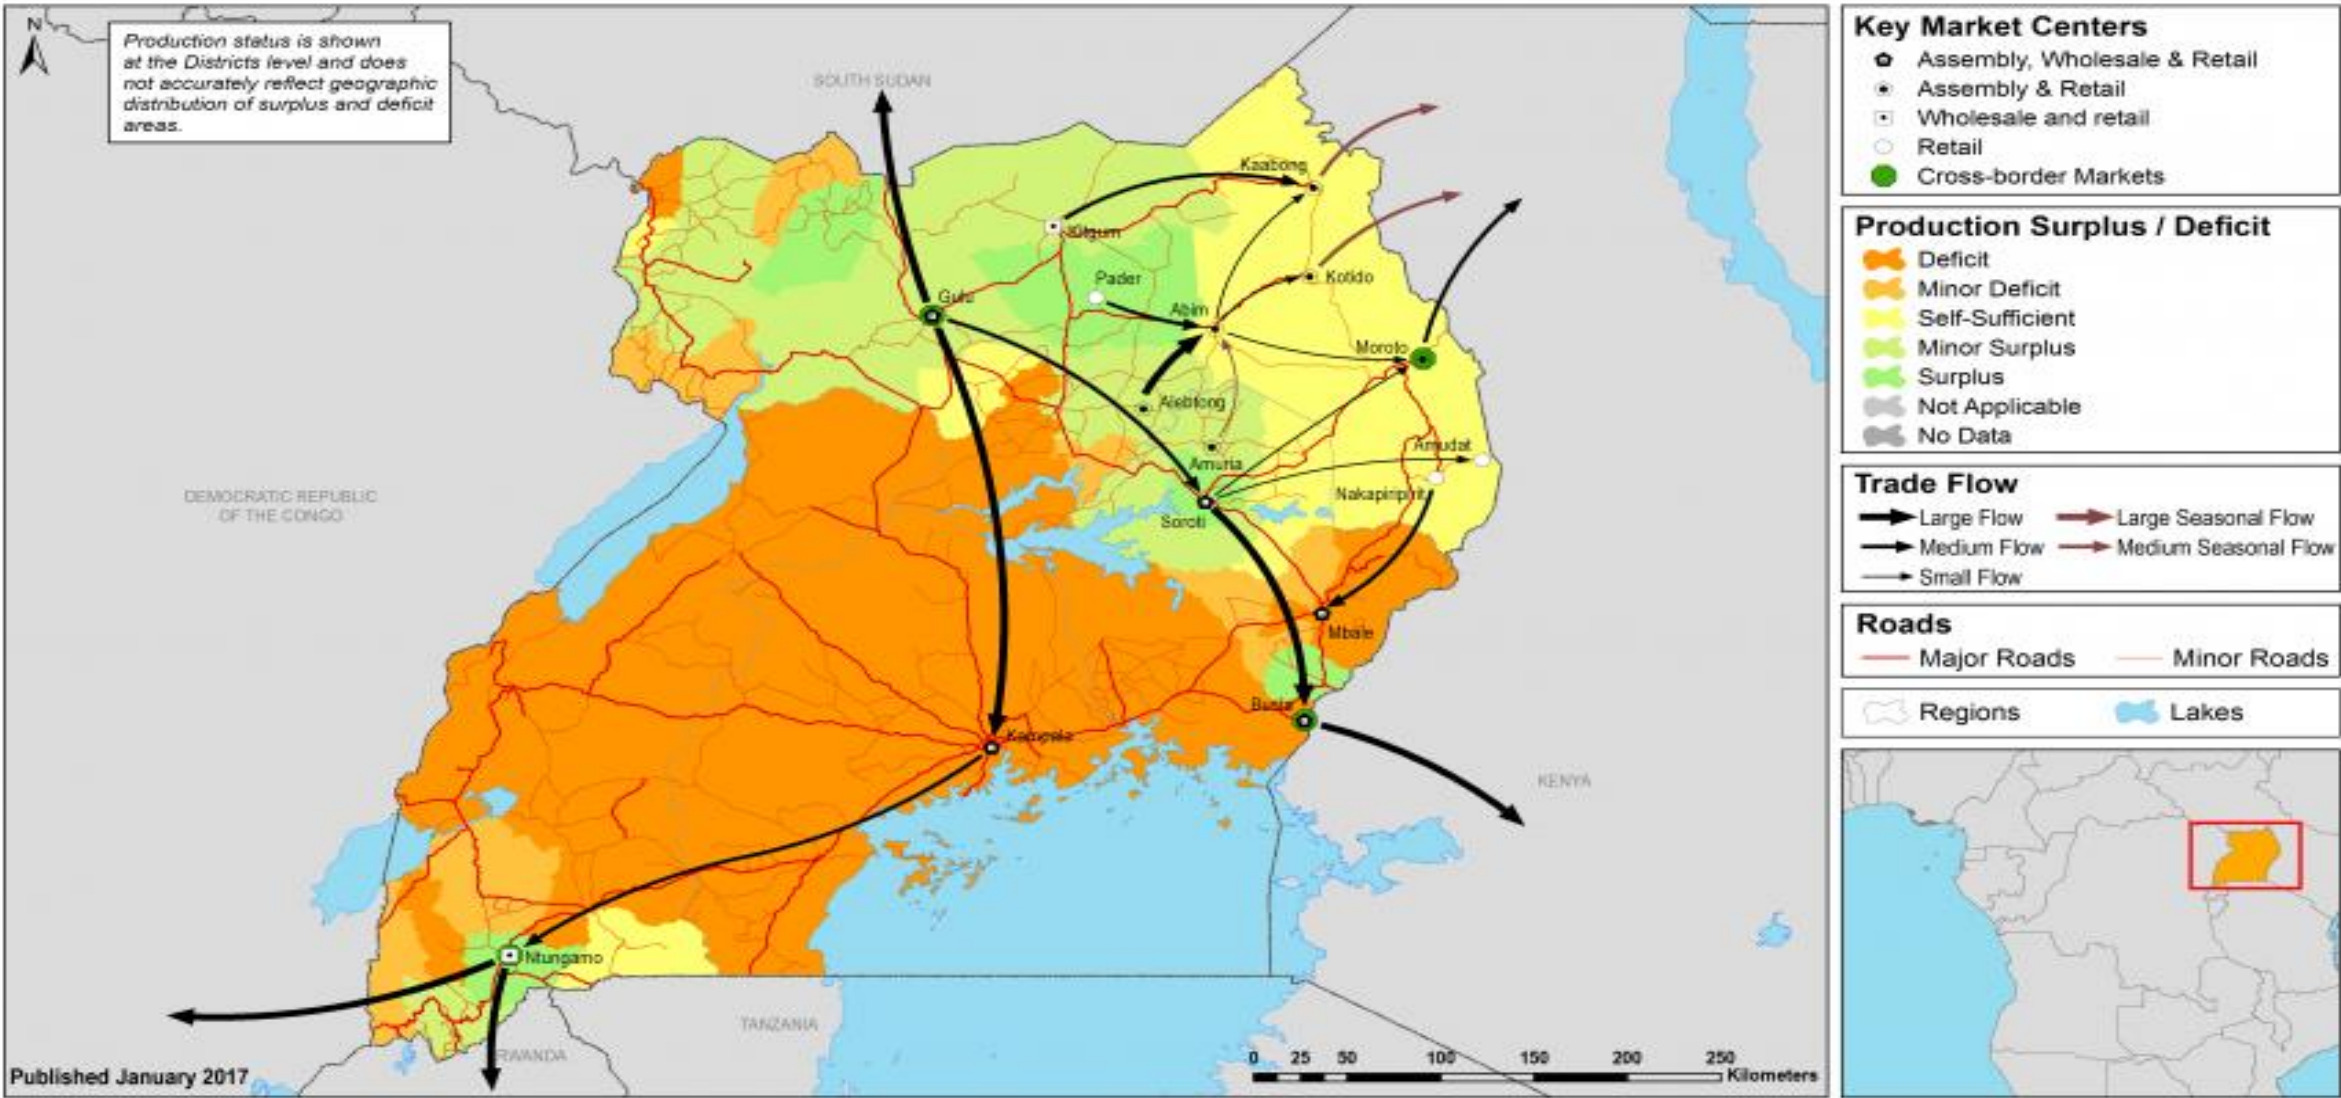 N
Production status is shown
at the Districts level and does
not accurately reflect geographic
distribution of surplus and deficit
areas.
SOUTH SUDAN
Kaabong
Kitgum
Pader
Kotido
Gulu
Abim
Moroto
Alebtong
Amudat
Amuria
Nakapiripirit
DEMOCRATIC REPUBLIC
OF THE CONGO
Soroti
Mbale
Busia
Kampala
KENYA
Ntungamo
TANZANIA
RWANDA
Published January 2017
0 25 50 100 150 200 250
Kilometers
Key Market Centers
Assembly, Wholesale & Retail
Assembly & Retail
Wholesale and retail
Retail
Cross-border Markets
Production Surplus / Deficit
Deficit
Minor Deficit
Self-Sufficient
Minor Surplus
Surplus
Not Applicable
No Data
Trade Flow
Large Flow Large Seasonal Flow
Medium Flow Medium Seasonal Flow
Small Flow
Roads
Major Roads Minor Roads
Regions Lakes